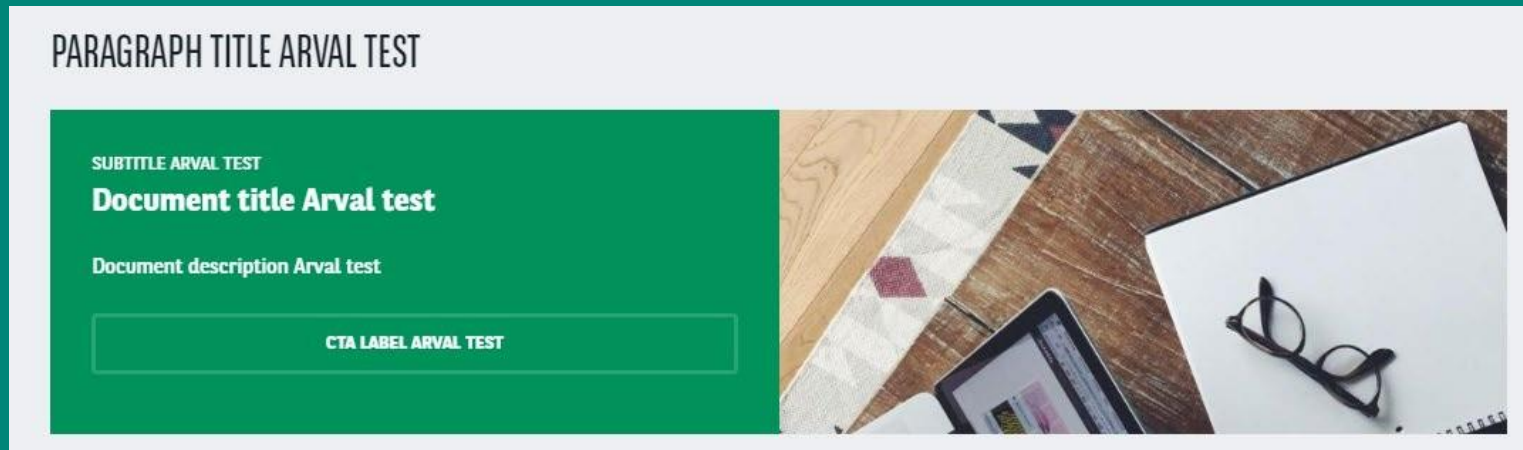 PARAGRAPH TITLE ARVAL TEST
SUBTITLE ARVAL TEST
Document title Arval test
Document description Arval test
CTA LABEL ARVAL TEST